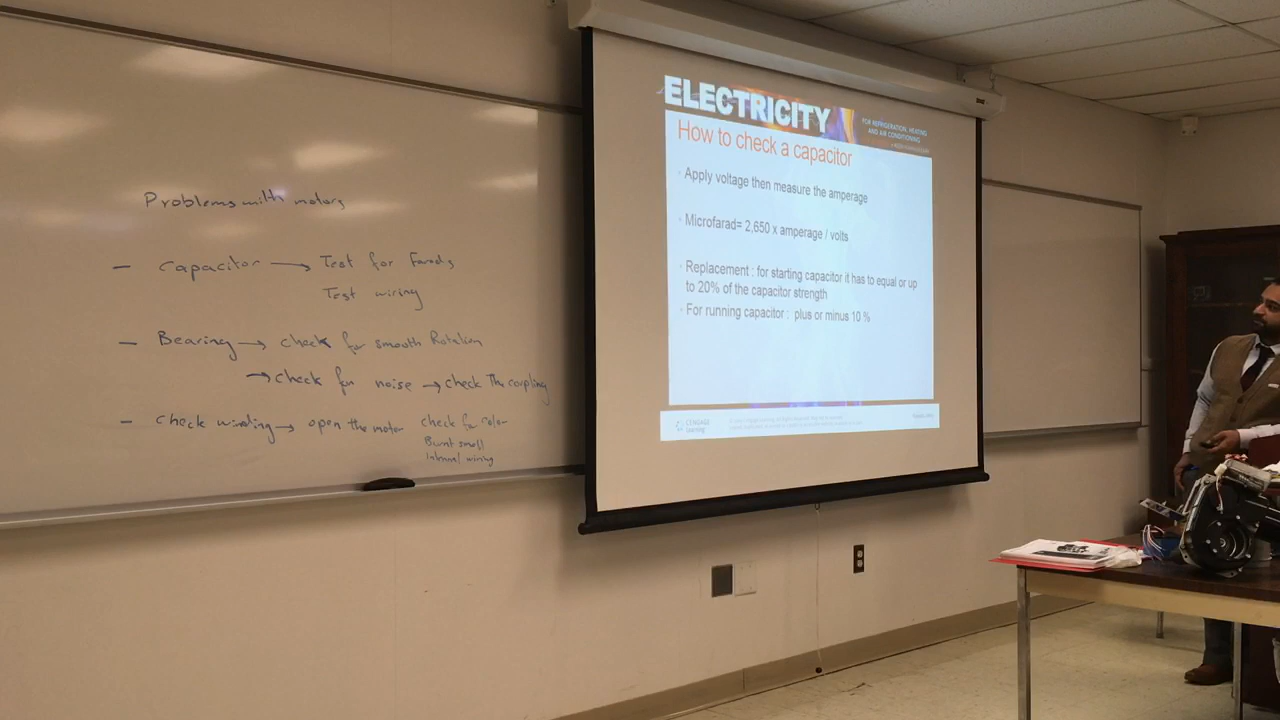 Problems with motors
– Capacitor → Test for Farads
Test wiring
– Bearing → check for smooth Rotation
→ check for noise → check The coupling
– check winding → open the motor check for color
Burnt smell
Internal wiring
ELECTRICITY
FOR REFRIGERATION, HEATING
AND AIR CONDITIONING
How to check a capacitor
· Apply voltage then measure the amperage
· Microfarad= 2,650 x amperage / volts
· Replacement : for starting capacitor it has to equal or up
to 20% of the capacitor strength
· For running capacitor : plus or minus 10 %
CENGAGE
Learning